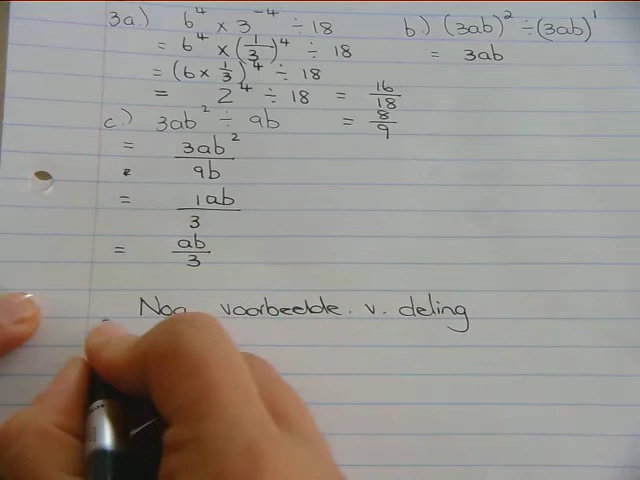 3a) 6⁴ × 3⁻⁴ ÷ 18
= 6⁴ × (1/3)⁴ ÷ 18
= (6 × 1/3)⁴ ÷ 18
= 2⁴ ÷ 18 = 16/18
= 8/9
b.) (3ab)² ÷ (3ab)¹
= 3ab
c) 3ab² ÷ 9b
= 3ab²/9b
= 1ab/3
= ab/3
Nog voorbeelde. v. deling